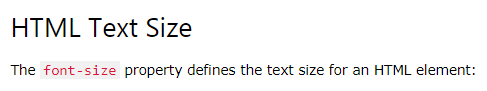 HTML Text Size
The font-size property defines the text size for an HTML element: